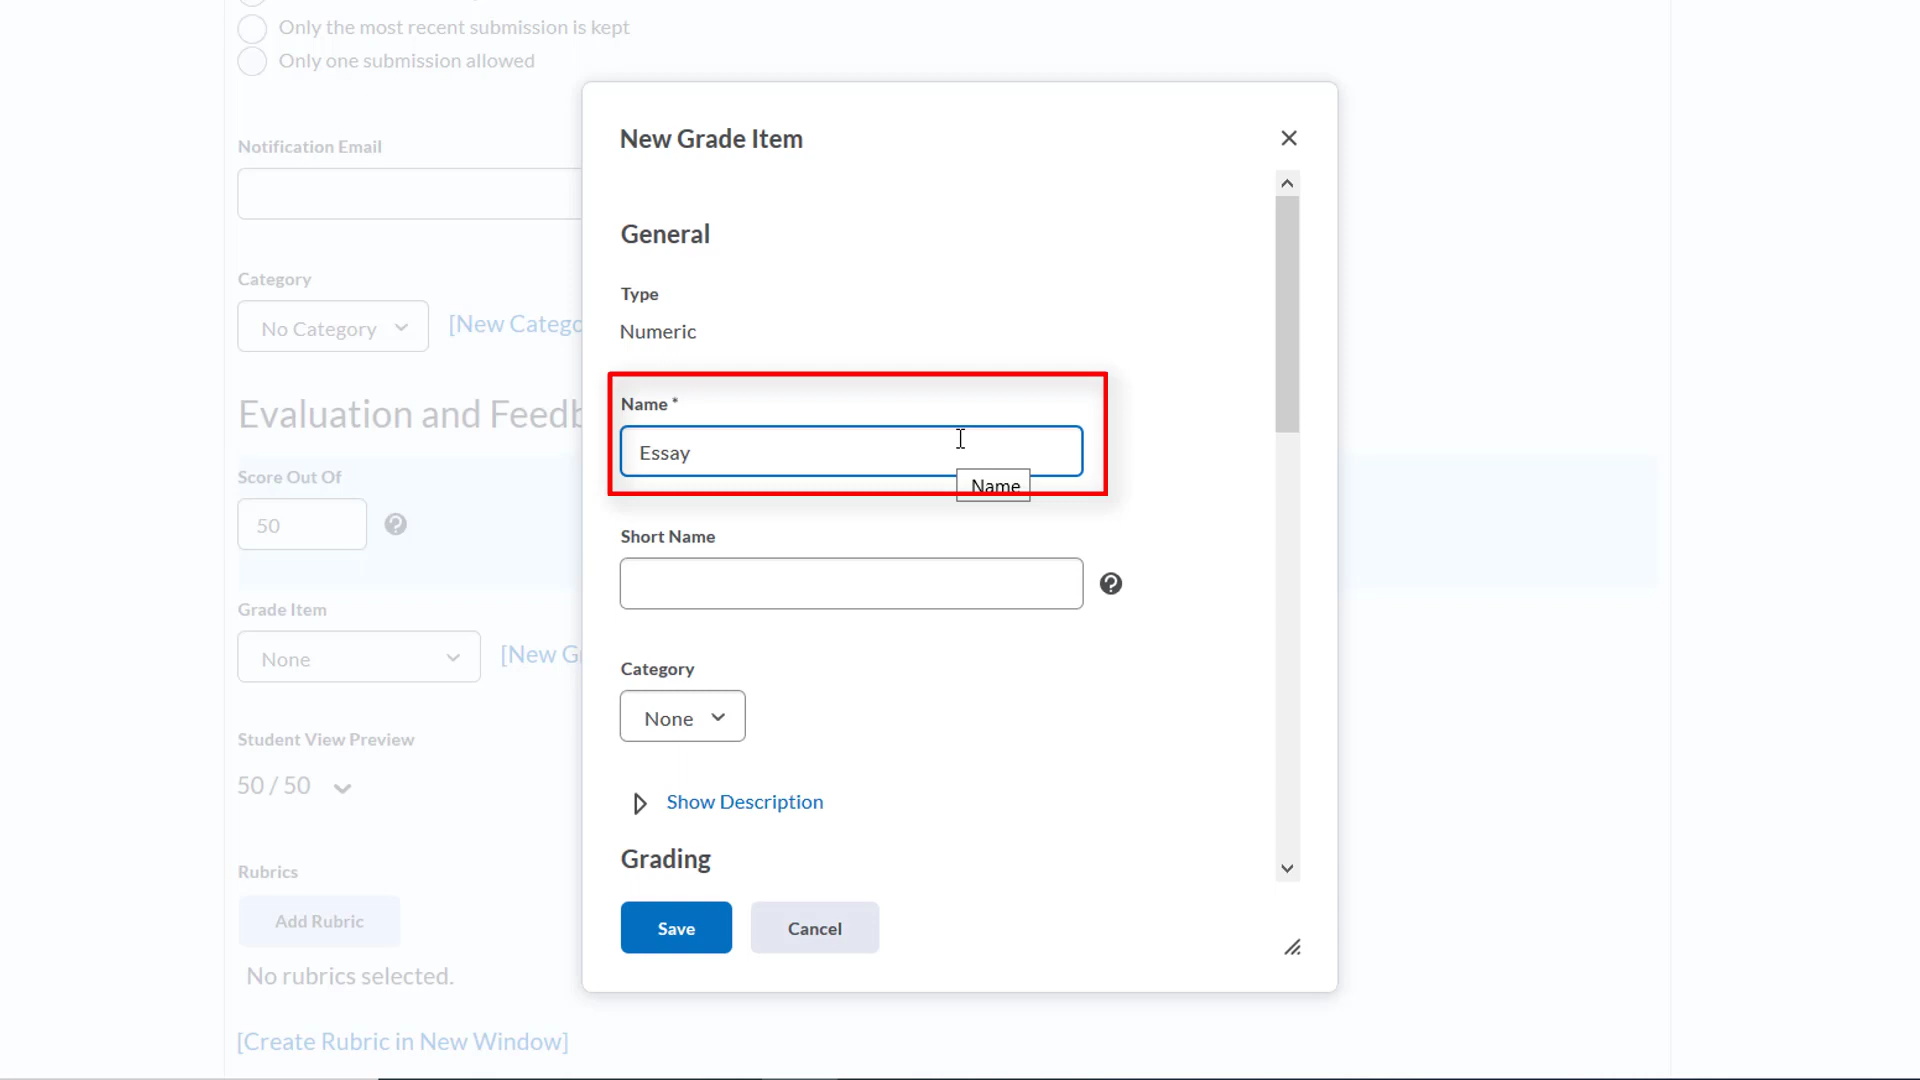 Only the most recent submission is kept
Only one submission allowed
Notification Email
Category
No Category
[New Catego
Evaluation and Feedb
Score Out Of
50
Grade Item
None
[New G
Student View Preview
50 / 50
Rubrics
Add Rubric
No rubrics selected.
[Create Rubric in New Window]
New Grade Item
General
Type
Numeric
Name *
Essay
Name
Short Name
Category
None
Show Description
Grading
Save
Cancel